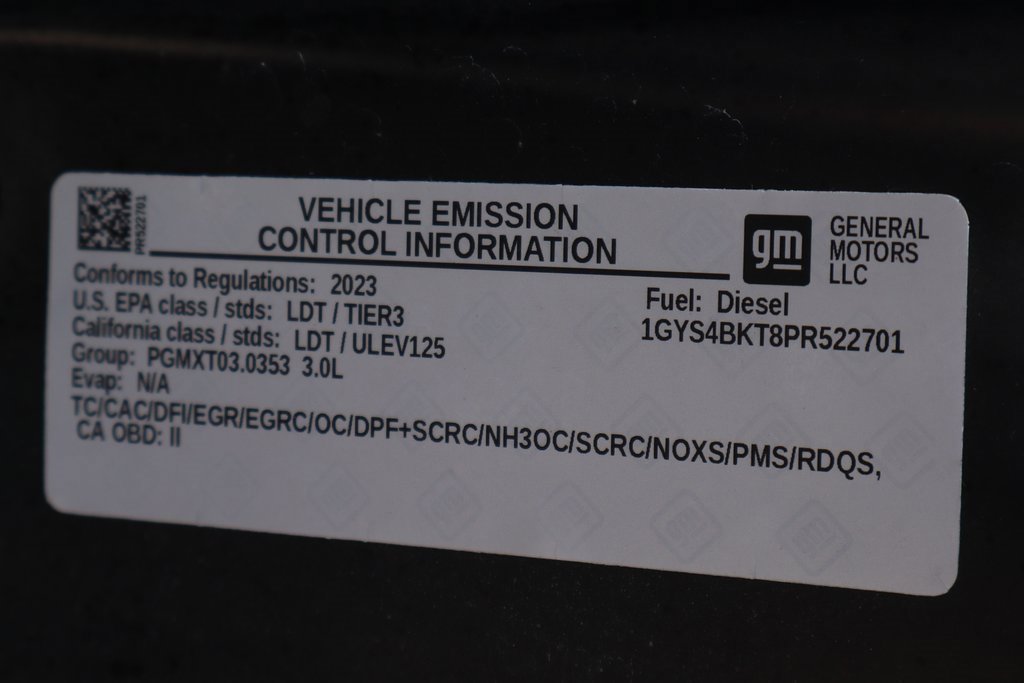 PR522701
VEHICLE EMISSION
CONTROL INFORMATION
gm
GENERAL
MOTORS
LLC
Conforms to Regulations: 2023
U.S. EPA class / stds: LDT / TIER3
California class / stds: LDT / ULEV125
Group: PGMXT03.0353 3.0L
Evap: N/A
Fuel: Diesel
1GYS4BKT8PR522701
TC/CAC/DFI/EGR/EGRC/OC/DPF+SCRC/NH3OC/SCRC/NOXS/PMS/RDQS,
CA OBD: II